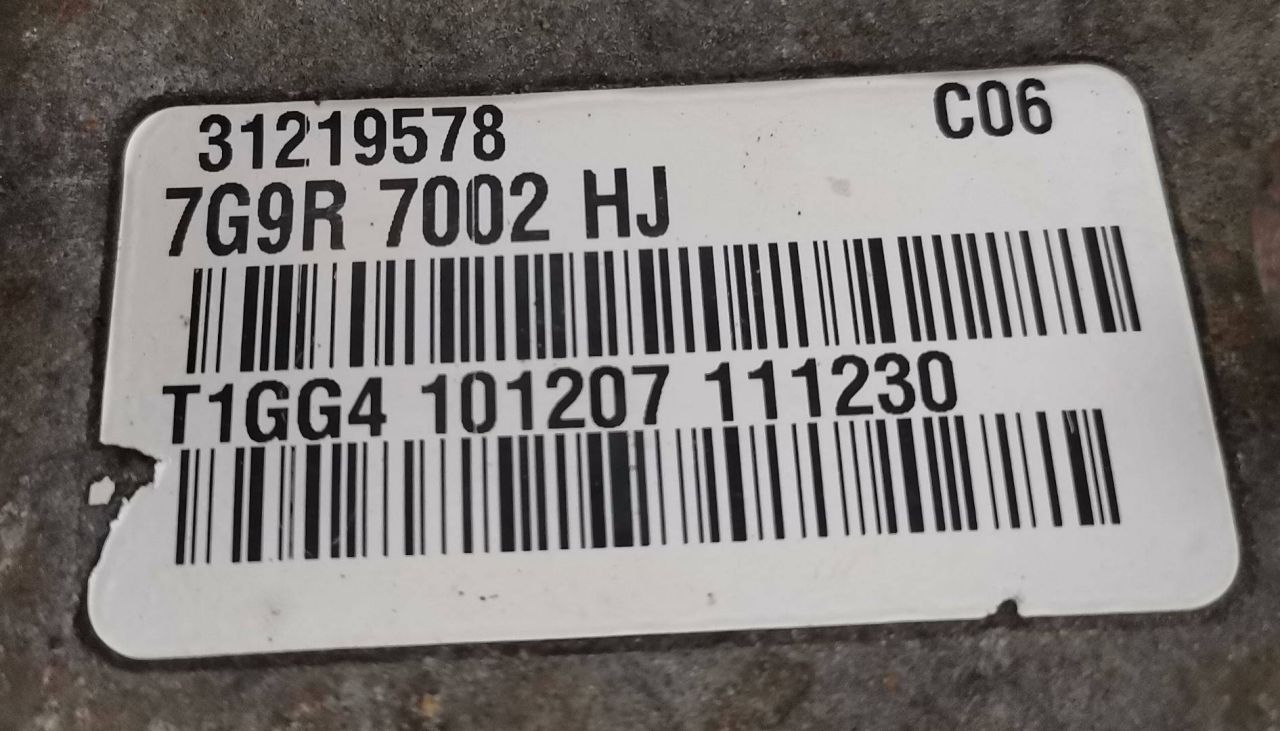 31219578 C06
7G9R 7002 HJ
T1GG4 101207 111230